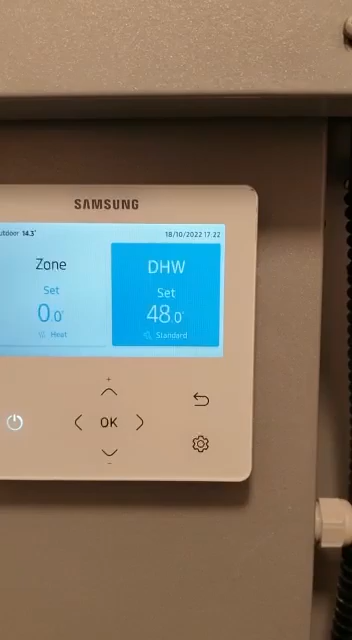 SAMSUNG
utdoor 14.3° 18/10/2022 17:22
Zone
DHW
Set
Set
0.0°
48.0°
Heat
Standard
+
OK
-